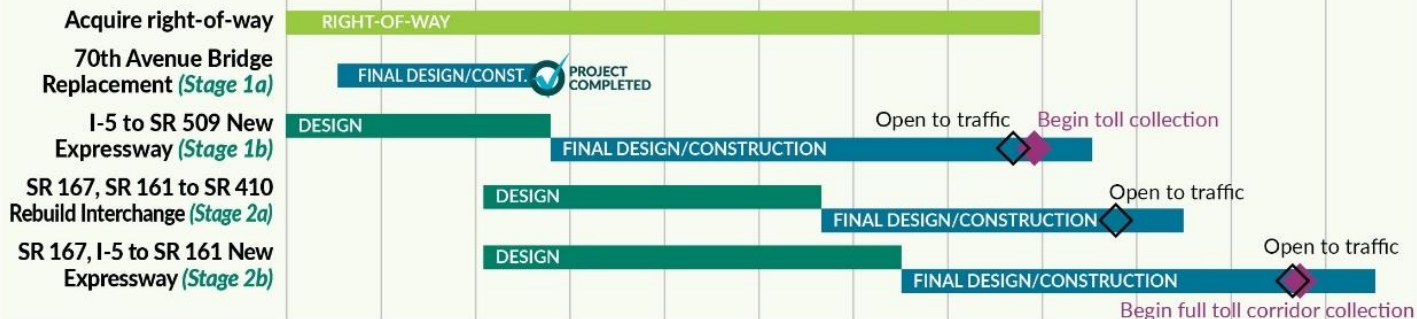 Acquire right-of-way
RIGHT-OF-WAY
70th Avenue Bridge
Replacement (Stage 1a)
FINAL DESIGN/CONST.
PROJECT
COMPLETED
I-5 to SR 509 New
Expressway (Stage 1b)
DESIGN
FINAL DESIGN/CONSTRUCTION
Open to traffic
Begin toll collection
SR 167, SR 161 to SR 410
Rebuild Interchange (Stage 2a)
DESIGN
FINAL DESIGN/CONSTRUCTION
Open to traffic
SR 167, I-5 to SR 161 New
Expressway (Stage 2b)
DESIGN
FINAL DESIGN/CONSTRUCTION
Open to traffic
Begin full toll corridor collection